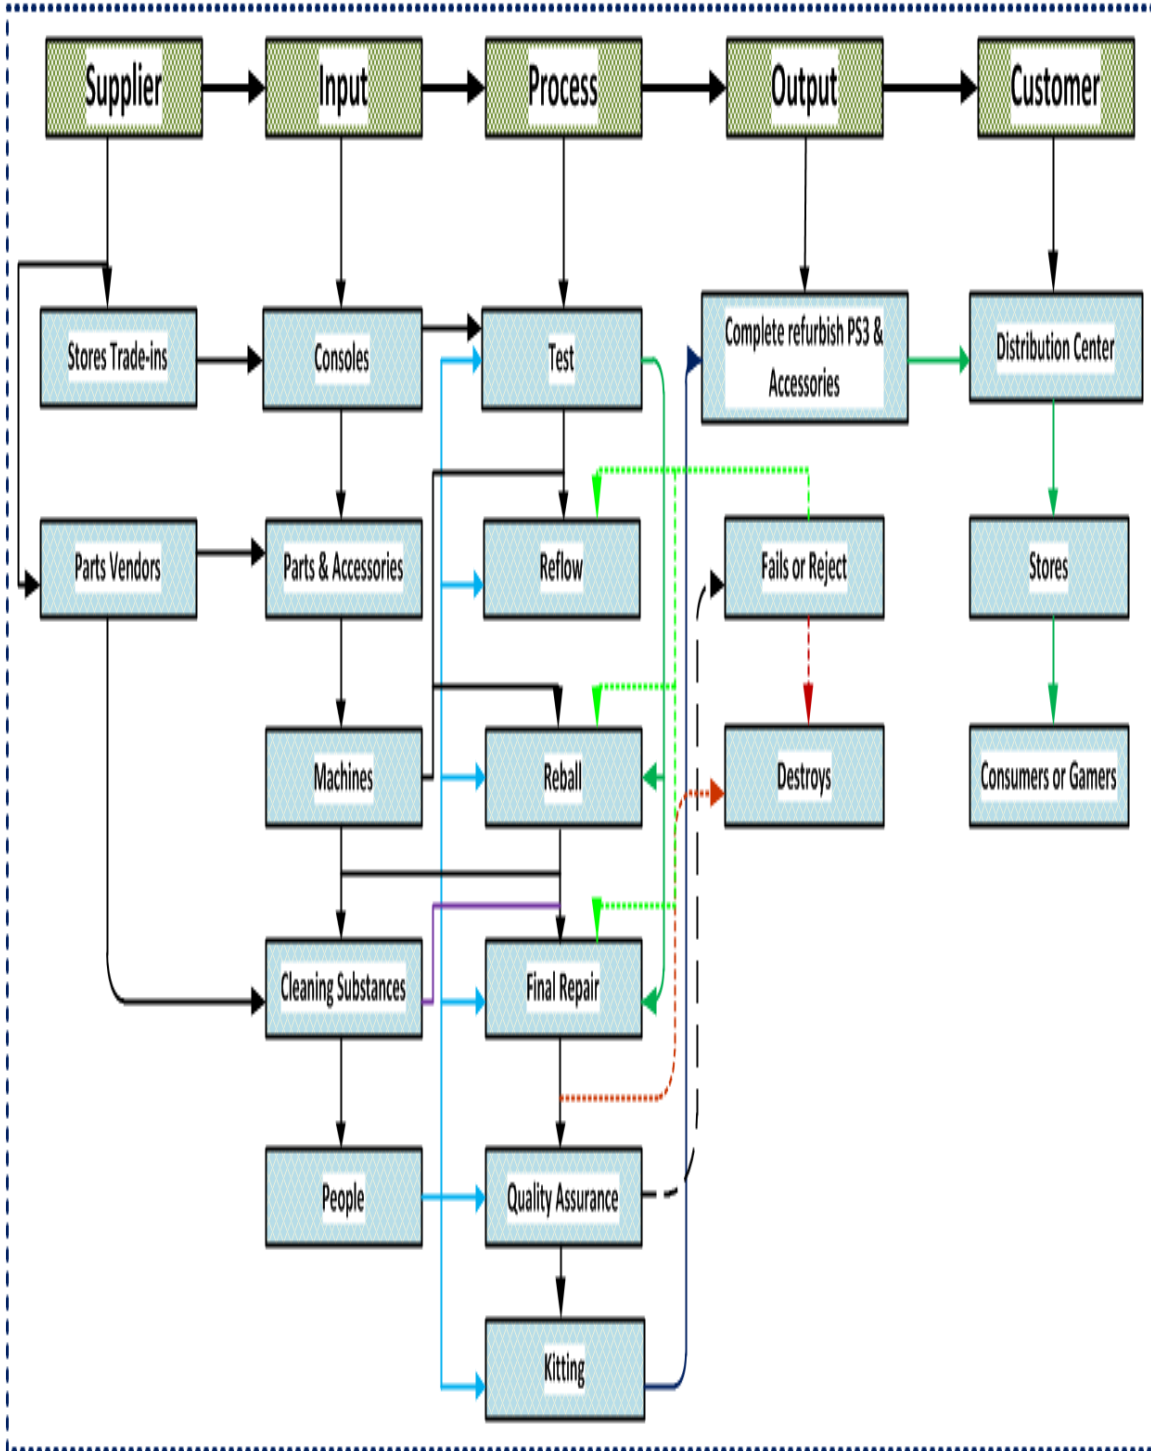 Supplier
Input
Process
Output
Customer
Stores Trade-ins
Consoles
Test
Complete refurbish PS3 &
Accessories
Distribution Center
Parts Vendors
Parts & Accessories
Reflow
Fails or Reject
Stores
Machines
Reball
Destroys
Consumers or Gamers
Cleaning Substances
Final Repair
People
Quality Assurance
Kitting